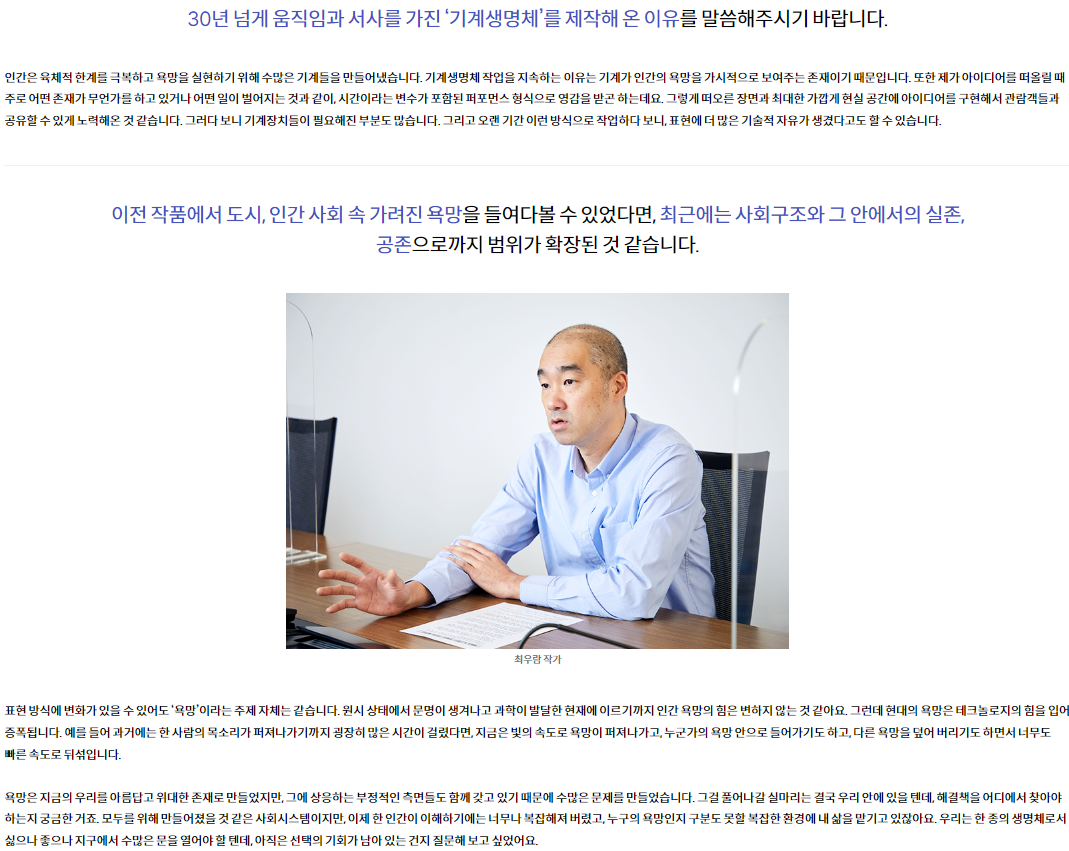 30년 넘게 움직임과 서사를 가진 ‘기계생명체’를 제작해 온 이유를 말씀해주시기 바랍니다.
인간은 육체적 한계를 극복하고 욕망을 실현하기 위해 수많은 기계들을 만들어냈습니다. 기계생명체 작업을 지속하는 이유는 기계가 인간의 욕망을 가시적으로 보여주는 존재이기 때문입니다. 또한 제가 아이디어를 떠올릴 때
주로 어떤 존재가 무언가를 하고 있거나 어떤 일이 벌어지는 것과 같이, 시간이라는 변수가 포함된 퍼포먼스 형식으로 영감을 받곤 하는데요. 그렇게 떠오른 장면과 최대한 가깝게 현실 공간에 아이디어를 구현해서 관람객들과
공유할 수 있게 노력해온 것 같습니다. 그러다 보니 기계장치들이 필요해진 부분도 많습니다. 그리고 오랜 기간 이런 방식으로 작업하다 보니, 표현에 더 많은 기술적 자유가 생겼다고도 할 수 있습니다.
이전 작품에서 도시, 인간 사회 속 가려진 욕망을 들여다볼 수 있었다면, 최근에는 사회구조와 그 안에서의 실존,
공존으로까지 범위가 확장된 것 같습니다.
최우람 작가
표현 방식에 변화가 있을 수 있어도 ‘욕망’이라는 주제 자체는 같습니다. 원시 상태에서 문명이 생겨나고 과학이 발달한 현재에 이르기까지 인간 욕망의 힘은 변하지 않는 것 같아요. 그런데 현대의 욕망은 테크놀로지의 힘을 입어
증폭됩니다. 예를 들어 과거에는 한 사람의 목소리가 퍼져나가기까지 굉장히 많은 시간이 걸렸다면, 지금은 빛의 속도로 욕망이 퍼져나가고, 누군가의 욕망 안으로 들어가기도 하고, 다른 욕망을 덮어 버리기도 하면서 너무도
빠른 속도로 뒤섞입니다.
욕망은 지금의 우리를 아름답고 위대한 존재로 만들었지만, 그에 상응하는 부정적인 측면들도 함께 갖고 있기 때문에 수많은 문제를 만들었습니다. 그걸 풀어나갈 실마리는 결국 우리 안에 있을 텐데, 해결책을 어디에서 찾아야
하는지 궁금한 거죠. 모두를 위해 만들어졌을 것 같은 사회시스템이지만, 이제 한 인간이 이해하기에는 너무나 복잡해져 버렸고, 누구의 욕망인지 구분도 못할 복잡한 환경에 내 삶을 맡기고 있잖아요. 우리는 한 종의 생명체로서
싫으나 좋으나 지구에서 수많은 문을 열어야 할 텐데, 아직은 선택의 기회가 남아 있는 건지 질문해 보고 싶었어요.